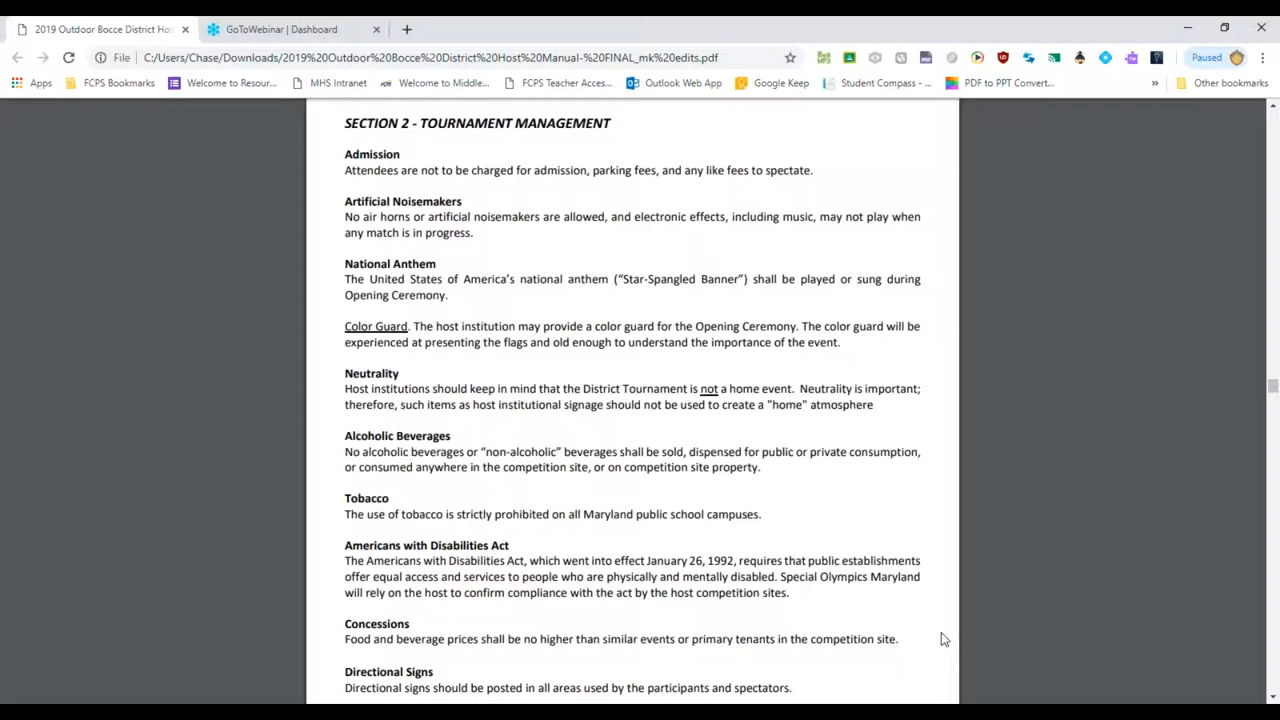 2019 Outdoor Bocce District Hos
GoToWebinar | Dashboard
File C:/Users/Chase/Downloads/2019%20Outdoor%20Bocce%20District%20Host%20Manual-%20FINAL_mk%20edits.pdf
Paused
Apps FCPS Bookmarks Welcome to Resour... MHS Intranet Welcome to Middle... FCPS Teacher Acces... Outlook Web App Google Keep Student Compass - ... PDF to PPT Convert... » Other bookmarks
SECTION 2 - TOURNAMENT MANAGEMENT
Admission
Attendees are not to be charged for admission, parking fees, and any like fees to spectate.
Artificial Noisemakers
No air horns or artificial noisemakers are allowed, and electronic effects, including music, may not play when
any match is in progress.
National Anthem
The United States of America's national anthem ("Star-Spangled Banner") shall be played or sung during
Opening Ceremony.
Color Guard. The host institution may provide a color guard for the Opening Ceremony. The color guard will be
experienced at presenting the flags and old enough to understand the importance of the event.
Neutrality
Host institutions should keep in mind that the District Tournament is not a home event. Neutrality is important;
therefore, such items as host institutional signage should not be used to create a "home" atmosphere
Alcoholic Beverages
No alcoholic beverages or "non-alcoholic" beverages shall be sold, dispensed for public or private consumption,
or consumed anywhere in the competition site, or on competition site property.
Tobacco
The use of tobacco is strictly prohibited on all Maryland public school campuses.
Americans with Disabilities Act
The Americans with Disabilities Act, which went into effect January 26, 1992, requires that public establishments
offer equal access and services to people who are physically and mentally disabled. Special Olympics Maryland
will rely on the host to confirm compliance with the act by the host competition sites.
Concessions
Food and beverage prices shall be no higher than similar events or primary tenants in the competition site.
Directional Signs
Directional signs should be posted in all areas used by the participants and spectators.